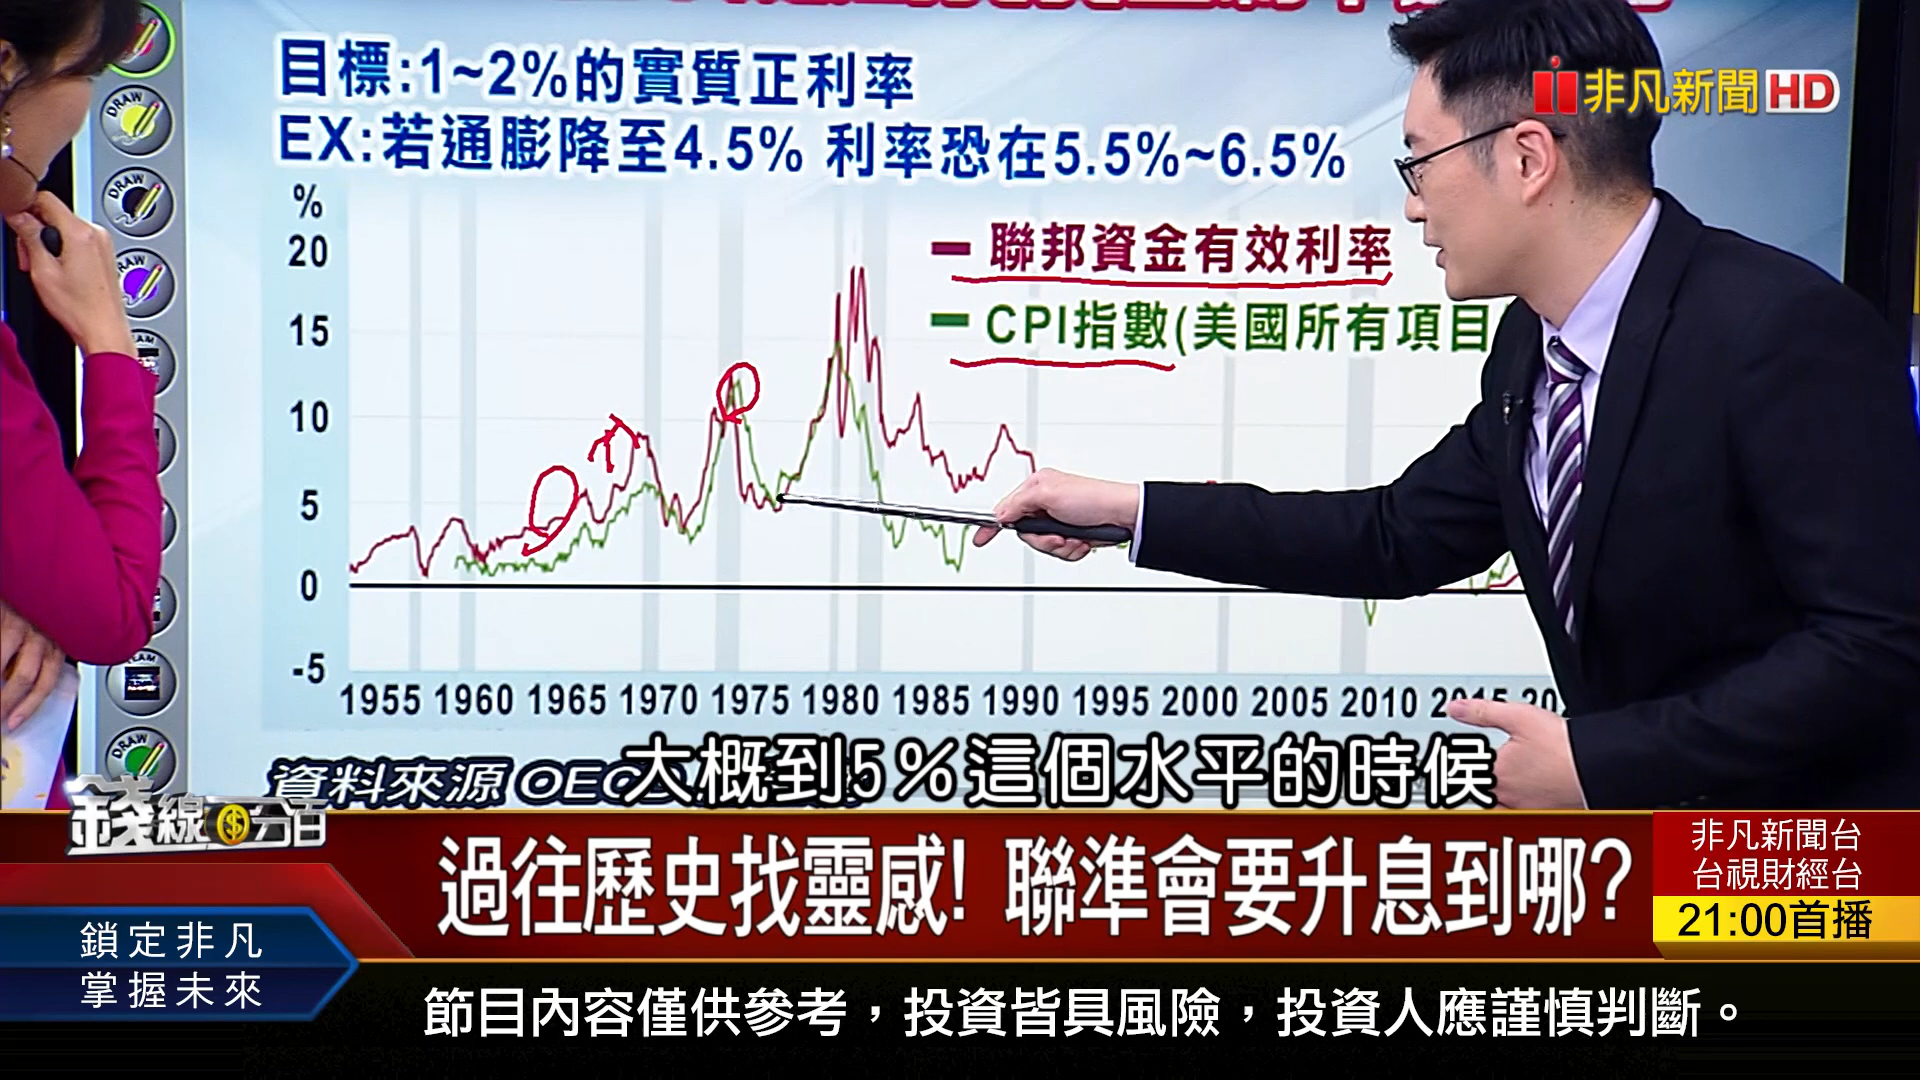 目標:1~2%的實質正利率
EX:若通膨降至4.5% 利率恐在5.5%~6.5%
非凡新聞HD
%
20
15
10
5
0
-5
聯邦資金有效利率
CPI指數(美國所有項目
1955 1960 1965 1970 1975 1980 1985 1990 1995 2000 2005 2010 2015
DRAW
DRAW
DRAW
資料來源
大概到5%這個水平的時候
錢線百分百
過往歷史找靈感! 聯準會要升息到哪?
非凡新聞台
台視財經台
21:00首播
鎖定非凡
掌握未來
節目內容僅供參考,投資皆具風險,投資人應謹慎判斷。